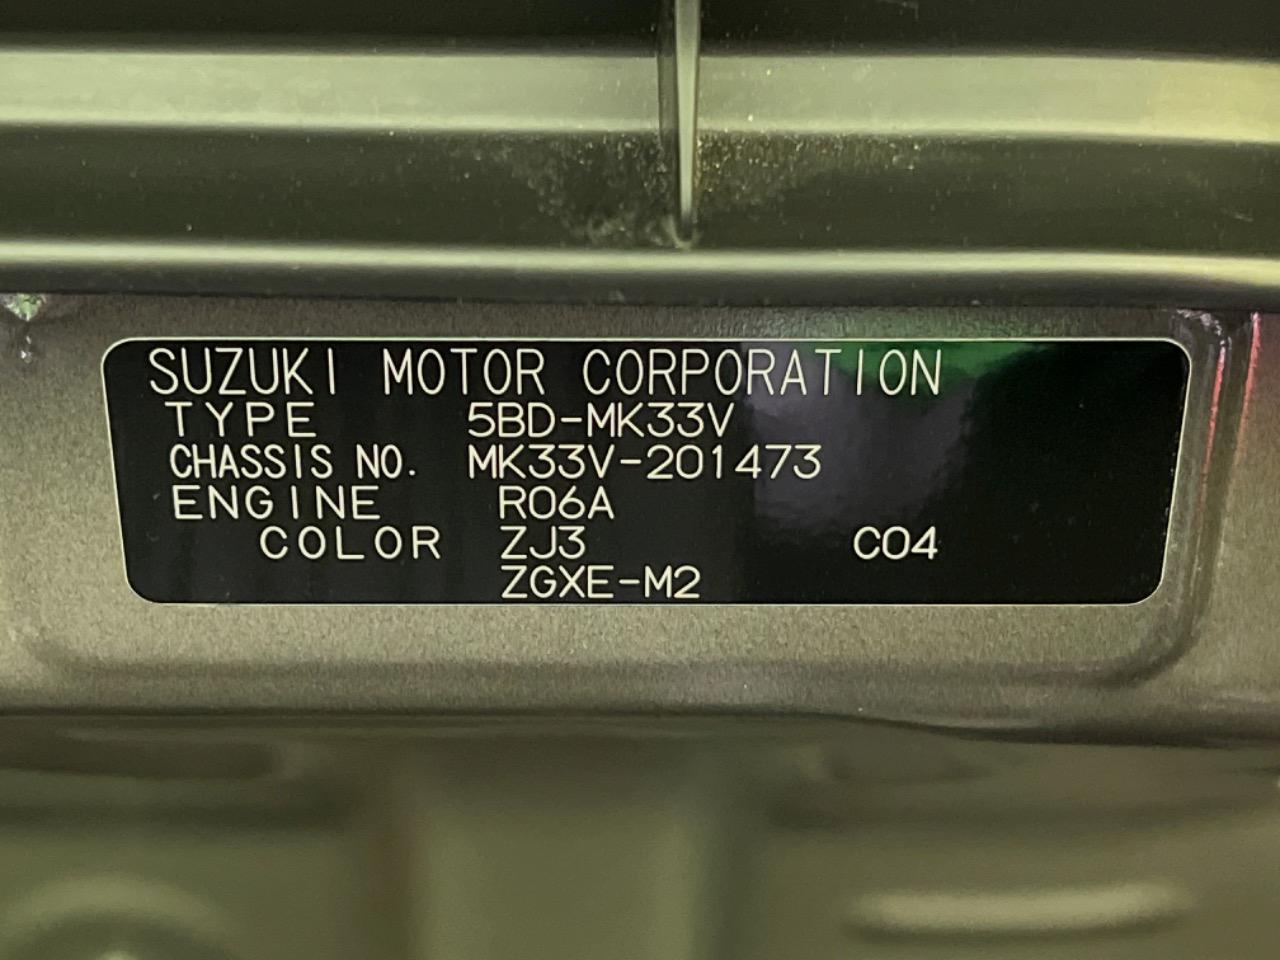 SUZUKI MOTOR CORPORATION
TYPE 5BD-MK33V
CHASSIS NO. MK33V-201473
ENGINE R06A
COLOR ZJ3 C04
ZGXE-M2